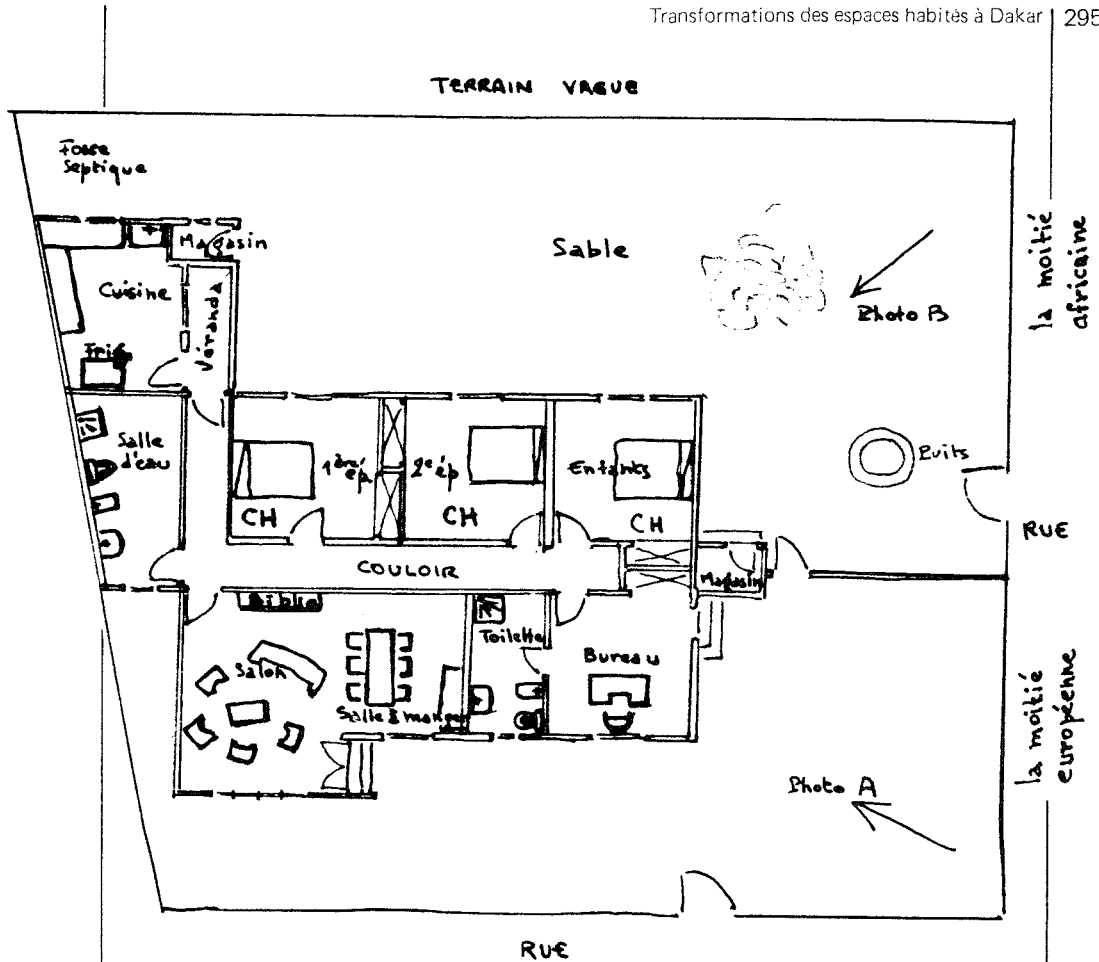 Transformations des espaces habités à Dakar 295
TERRAIN VAGUE
Fosse
Septique
Magasin
Sable
la moitié
africaine
Cuisine
Véranda
Photo B
Frig.
Salle
d'eau
1ère
ép
2e ép
Enfants
Puits
CH
CH
CH
RUE
COULOIR
Magasin
Biblio
Toilette
Bureau
Salon
Salle à manger
la moitié
européenne
Photo A
RUE